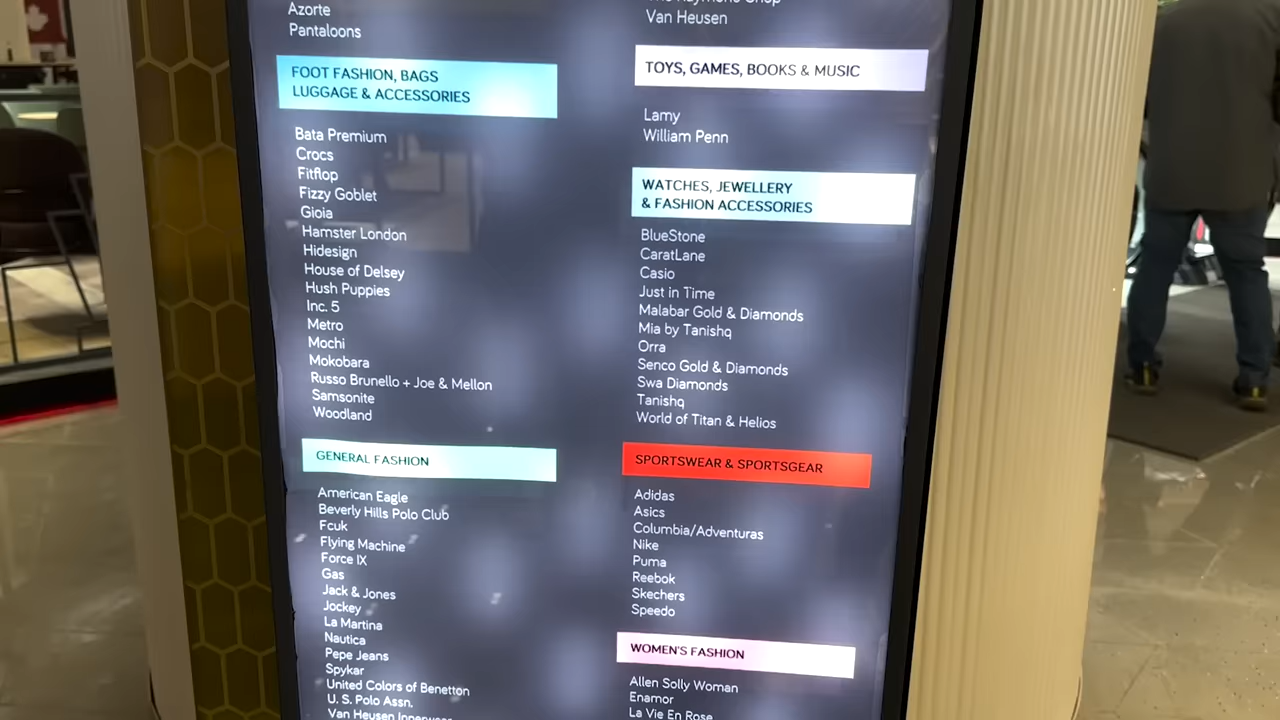 Azorte
Pantaloons
FOOT FASHION, BAGS
LUGGAGE & ACCESSORIES
Bata Premium
Crocs
Fitflop
Fizzy Goblet
Gioia
Hamster London
Hidesign
House of Delsey
Hush Puppies
Inc. 5
Metro
Mochi
Mokobara
Russo Brunello + Joe & Mellon
Samsonite
Woodland
GENERAL FASHION
American Eagle
Beverly Hills Polo Club
Fcuk
Flying Machine
Force IX
Gas
Jack & Jones
Jockey
La Martina
Nautica
Pepe Jeans
Spykar
United Colors of Benetton
U. S. Polo Assn.
Van Heusen Innerwear
Raymond Shop
Van Heusen
TOYS, GAMES, BOOKS & MUSIC
Lamy
William Penn
WATCHES, JEWELLERY
& FASHION ACCESSORIES
BlueStone
CaratLane
Casio
Just in Time
Malabar Gold & Diamonds
Mia by Tanishq
Orra
Senco Gold & Diamonds
Swa Diamonds
Tanishq
World of Titan & Helios
SPORTSWEAR & SPORTSGEAR
Adidas
Asics
Columbia/Adventuras
Nike
Puma
Reebok
Skechers
Speedo
WOMEN'S FASHION
Allen Solly Woman
Enamor
La Vie En Rose